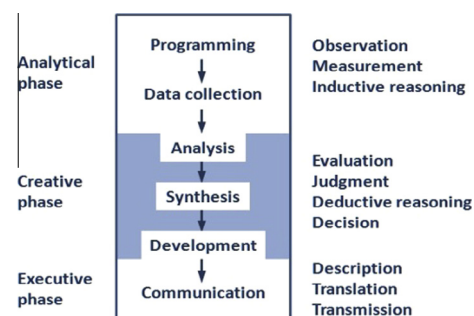 Analytical
phase
Creative
phase
Executive
phase
Programming
Data collection
Analysis
Synthesis
Development
Communication
Observation
Measurement
Inductive reasoning
Evaluation
Judgment
Deductive reasoning
Decision
Description
Translation
Transmission